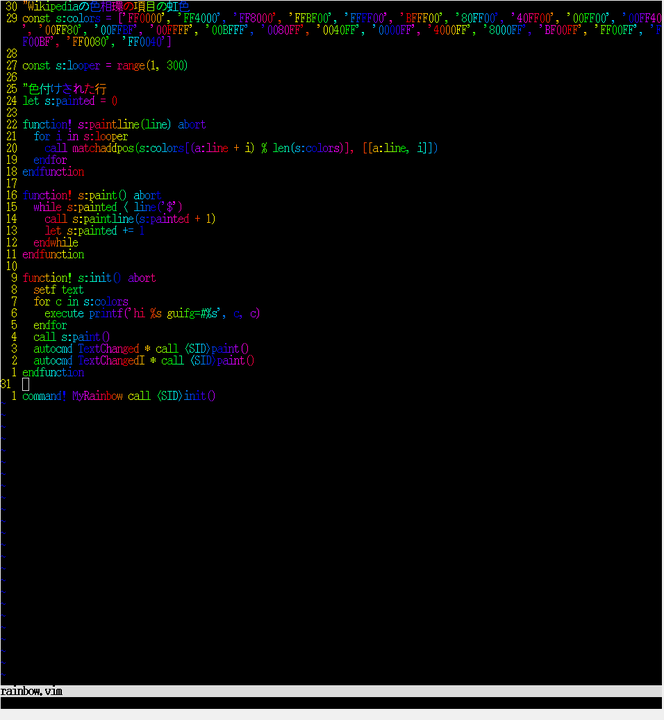 30 "Wikipediaの色相環の項目の虹色
29 const s:colors = ['FF0000', 'FF4000', 'FF8000', 'FFBF00', 'FFFF00', 'BFFF00', '80FF00', '40FF00', '00FF00', '00FF40
', '00FF80', '00FFBF', '00FFFF', '00BFFF', '0080FF', '0040FF', '0000FF', '4000FF', '8000FF', 'BF00FF', 'FF00FF', 'F
F00BF', 'FF0080', 'FF0040']
28
27 const s:looper = range(1, 300)
26
25 "色付けされた行
24 let s:painted = 0
23
22 function! s:paintline(line) abort
21   for i in s:looper
20     call matchaddpos(s:colors[(a:line + i) % len(s:colors)], [[a:line, i]])
19   endfor
18 endfunction
17
16 function! s:paint() abort
15   while s:painted < line('$')
14     call s:paintline(s:painted + 1)
13     let s:painted += 1
12   endwhile
11 endfunction
10
9 function! s:init() abort
8   setf text
7   for c in s:colors
6     execute printf('hi %s guifg=#%s', c, c)
5   endfor
4   call s:paint()
3   autocmd TextChanged * call <SID>paint()
2   autocmd TextChangedI * call <SID>paint()
1 endfunction
31
1 command! MyRainbow call <SID>init()
rainbow.vim